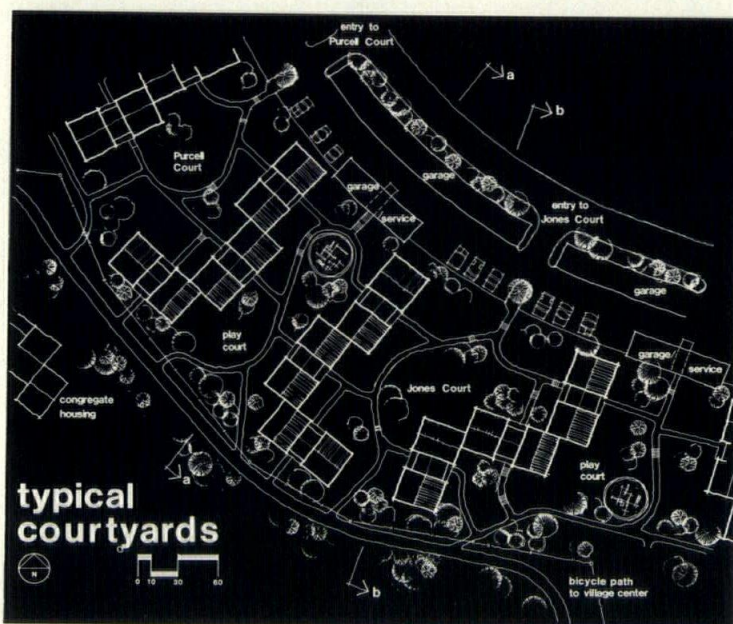 entry to
Purcell Court
a
b
Purcell
Court
garage
garage
entry to
Jones Court
service
garage
play
court
garage
service
Jones Court
congregate
housing
play
court
a
typical
courtyards
N
0 10 30 60
b
bicycle path
to village center